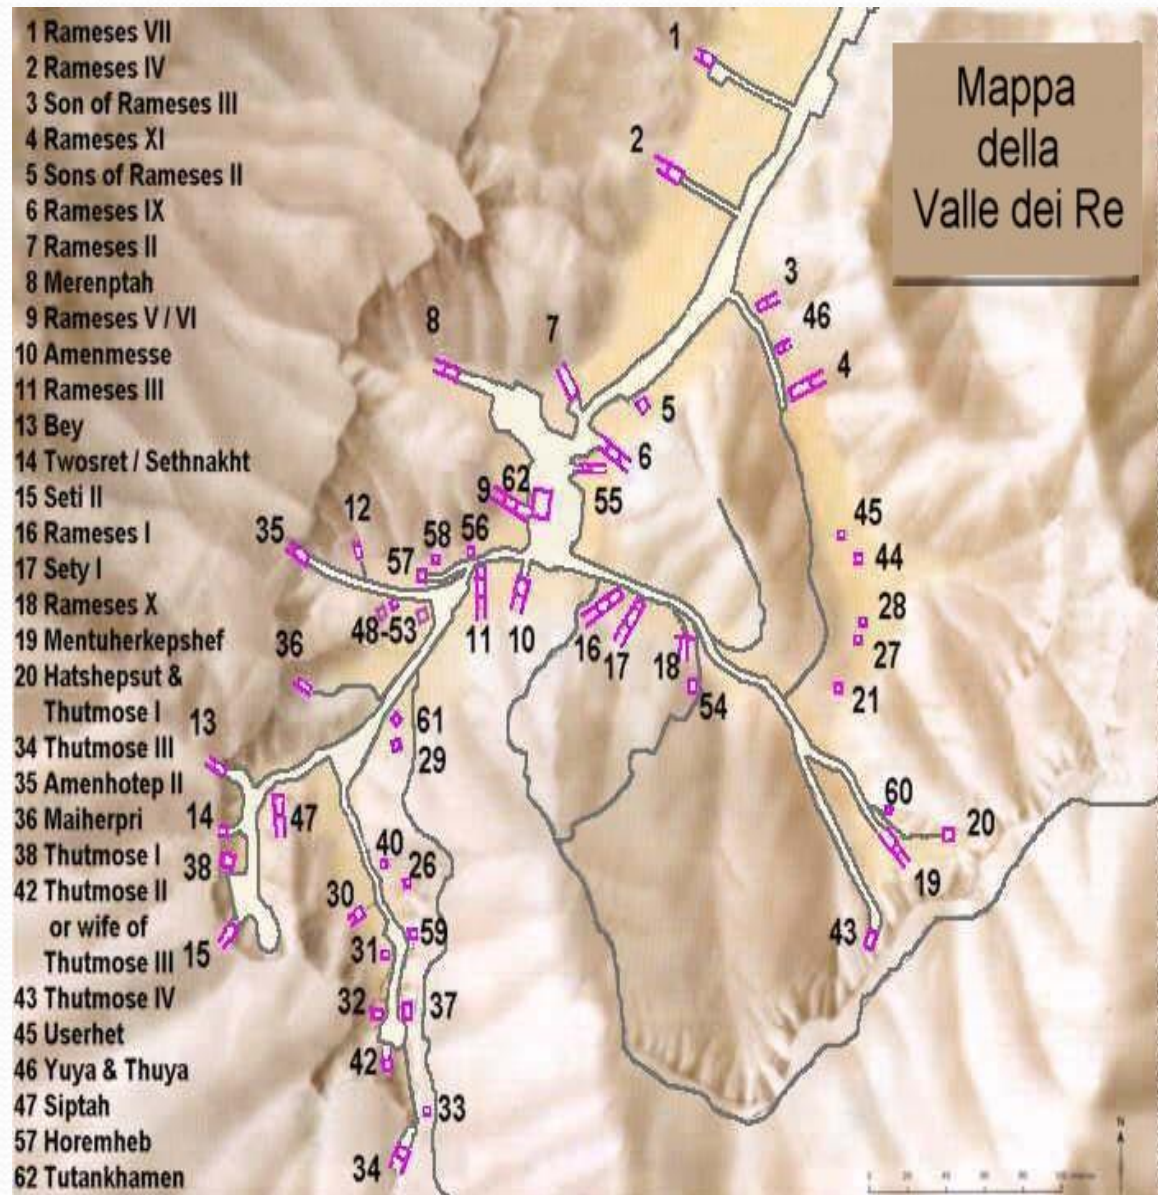 1 Rameses VII
2 Rameses IV
3 Son of Rameses III
4 Rameses XI
5 Sons of Rameses II
6 Rameses IX
7 Rameses II
8 Merenptah
9 Rameses V / VI
10 Amenmesse
11 Rameses III
13 Bey
14 Twosret / Sethnakht
15 Seti II
16 Rameses I
17 Sety I
18 Rameses X
19 Mentuherkepshef
20 Hatshepsut &
Thutmose I
34 Thutmose III
35 Amenhotep II
36 Maiherpri
38 Thutmose I
42 Thutmose II
or wife of
Thutmose III
43 Thutmose IV
45 Userhet
46 Yuya & Thuya
47 Siptah
57 Horemheb
62 Tutankhamen
Mappa
della
Valle dei Re
1
2
3
46
4
8
7
5
6
9
62
55
35
12
58
56
57
45
44
48-53
11
10
16
17
18
28
27
36
54
21
61
29
13
47
60
14
20
38
40
26
19
30
59
43
15
31
32
37
42
33
34
N